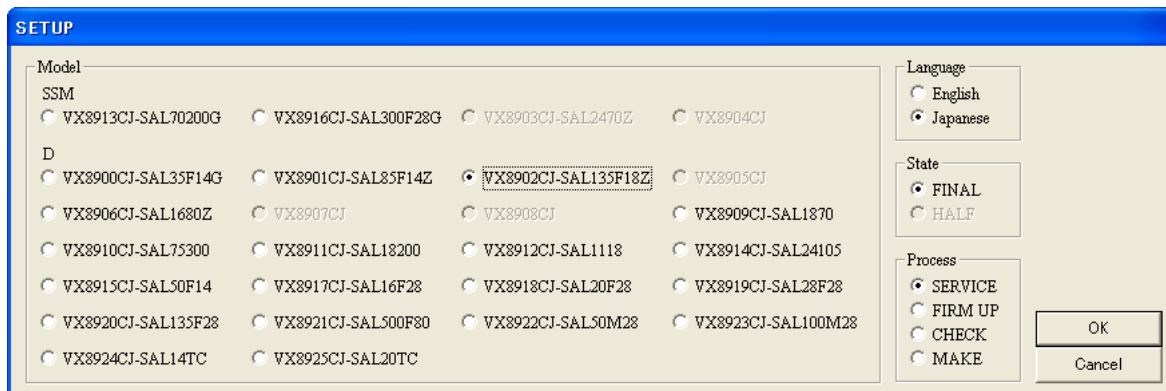 SETUP
Model
SSM
VX8913CJ-SAL70200G VX8916CJ-SAL300F28G VX8903CJ-SAL2470Z VX8904CJ
D
VX8900CJ-SAL35F14G VX8901CJ-SAL85F14Z VX8902CJ-SAL135F18Z VX8905CJ
VX8906CJ-SAL1680Z VX8907CJ VX8908CJ VX8909CJ-SAL1870
VX8910CJ-SAL75300 VX8911CJ-SAL18200 VX8912CJ-SAL1118 VX8914CJ-SAL24105
VX8915CJ-SAL50F14 VX8917CJ-SAL16F28 VX8918CJ-SAL20F28 VX8919CJ-SAL28F28
VX8920CJ-SAL135F28 VX8921CJ-SAL500F80 VX8922CJ-SAL50M28 VX8923CJ-SAL100M28
VX8924CJ-SAL14TC VX8925CJ-SAL20TC
Language
English
Japanese
State
FINAL
HALF
Process
SERVICE
FIRM UP
CHECK
MAKE
OK
Cancel